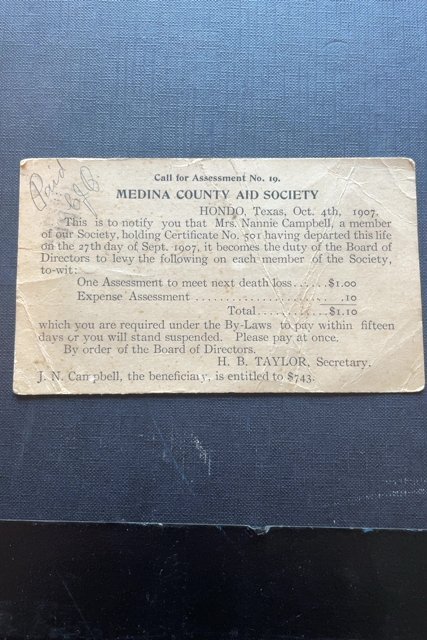 Paid
Call for Assessment No. 19.
MEDINA COUNTY AID SOCIETY
HONDO, Texas, Oct. 4th, 1907.
This is to notify you that Mrs. Nannie Campbell, a member
of our Society, holding Certificate No. 501 having departed this life
on the 27th day of Sept. 1907, it becomes the duty of the Board of
Directors to levy the following on each member of the Society,
to-wit:
One Assessment to meet next death loss......$1.00
Expense Assessment ........................ .10
Total..............$1.10
which you are required under the By-Laws to pay within fifteen
days or you will stand suspended. Please pay at once.
By order of the Board of Directors.
H. B. TAYLOR, Secretary.
J. N. Campbell, the beneficiary, is entitled to $743.